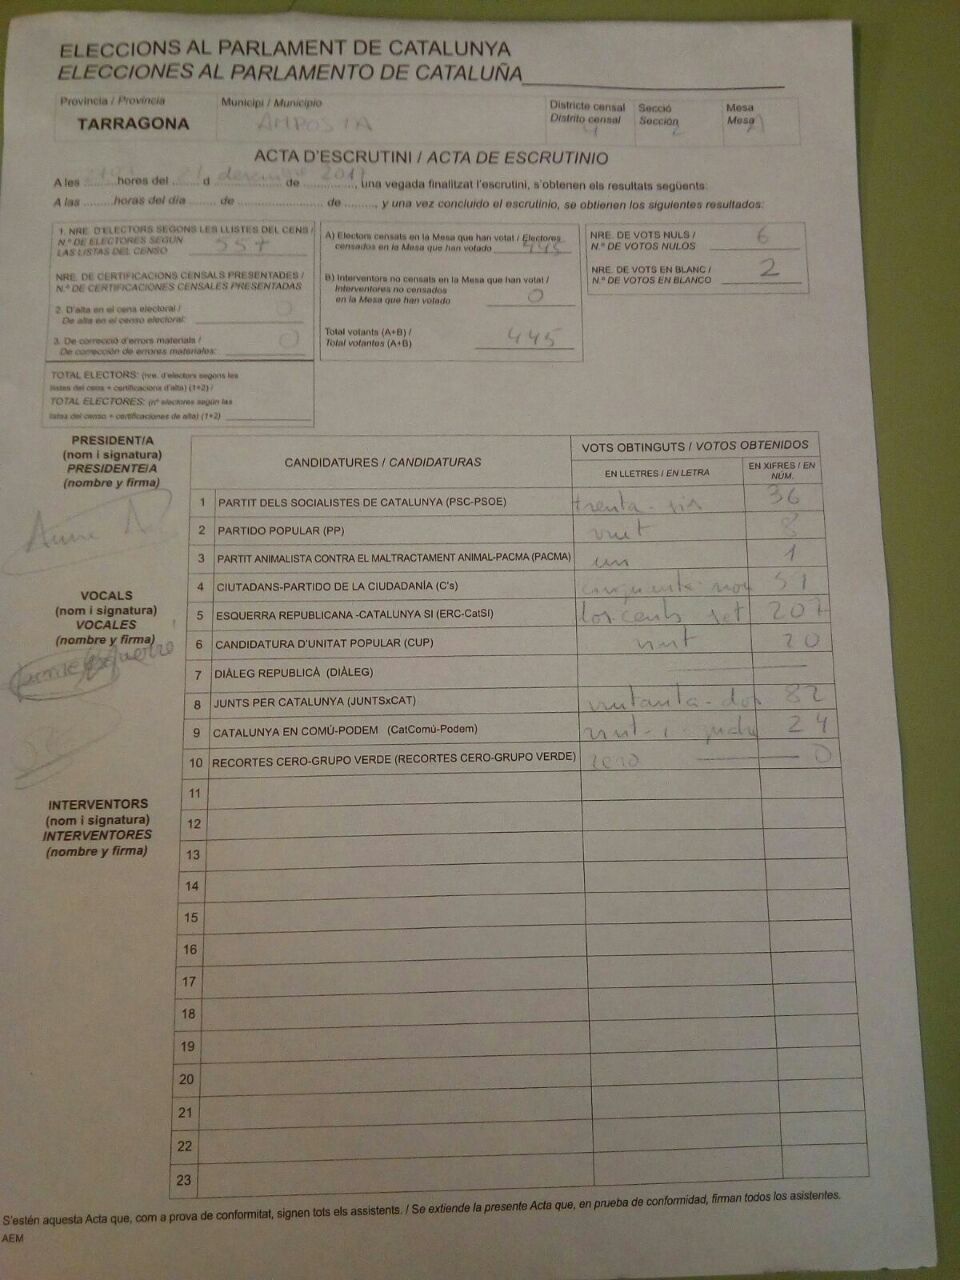 ELECCIONS AL PARLAMENT DE CATALUNYA
ELECCIONES AL PARLAMENTO DE CATALUÑA
Província / Provincia
TARRAGONA
Municipi / Municipio
AMPOSTA
Districte censal
Distrito censal
4
Secció
Sección
2
Mesa
Mesa
ACTA D'ESCRUTINI / ACTA DE ESCRUTINIO
A les hores del d desembre de 2017, una vegada finalitzat l'escrutini, s'obtenen els resultats següents:
A las horas del día de de, y una vez concluido el escrutinio, se obtienen los siguientes resultados:
1. NRE. D'ELECTORS SEGONS LES LLISTES DEL CENS /
N.º DE ELECTORES SEGÚN
LAS LISTAS DEL CENSO 557
NRE. DE CERTIFICACIONS CENSALS PRESENTADES /
N.º DE CERTIFICACIONES CENSALES PRESENTADAS
2. D'alta en el cens electoral / 0
De alta en el censo electoral:
3. De correcció d'errors materials / 0
De corrección de errores materiales:
TOTAL ELECTORS: (nre. d'electors segons les
llistes del cens + certificacions d'alta) (1+2) /
TOTAL ELECTORES: (nº electores según las
listas del censo + certificaciones de alta) (1+2)
A) Electors censats en la Mesa que han votat / Electores
censados en la Mesa que han votado 445
B) Interventors no censats en la Mesa que han votat /
Interventores no censados
en la Mesa que han votado 0
Total votants (A+B) /
Total votantes (A+B) 445
NRE. DE VOTS NULS /
N.º DE VOTOS NULOS 6
NRE. DE VOTS EN BLANC /
N.º DE VOTOS EN BLANCO 2
PRESIDENT/A
(nom i signatura)
PRESIDENTE/A
(nombre y firma)
VOCALS
(nom i signatura)
VOCALES
(nombre y firma)
INTERVENTORS
(nom i signatura)
INTERVENTORES
(nombre y firma)
CANDIDATURES / CANDIDATURAS
VOTS OBTINGUTS / VOTOS OBTENIDOS
EN LLETRES / EN LETRA
EN XIFRES / EN NÚM.
1 PARTIT DELS SOCIALISTES DE CATALUNYA (PSC-PSOE) trenta-sis 36
2 PARTIDO POPULAR (PP) vuit 8
3 PARTIT ANIMALISTA CONTRA EL MALTRACTAMENT ANIMAL-PACMA (PACMA) un 1
4 CIUTADANS-PARTIDO DE LA CIUDADANÍA (C's) cinquanta-nou 59
5 ESQUERRA REPUBLICANA -CATALUNYA SI (ERC-CatSI) dos-cents set 207
6 CANDIDATURA D'UNITAT POPULAR (CUP) vint 20
7 DIÀLEG REPUBLICÀ (DIÀLEG)
8 JUNTS PER CATALUNYA (JUNTSxCAT) vuitanta-dos 82
9 CATALUNYA EN COMÚ-PODEM (CatComú-Podem) vint-i-quatre 24
10 RECORTES CERO-GRUPO VERDE (RECORTES CERO-GRUPO VERDE) zero 0
11
12
13
14
15
16
17
18
19
20
21
22
23
S'estén aquesta Acta que, com a prova de conformitat, signen tots els assistents. / Se extiende la presente Acta que, en prueba de conformidad, firman todos los asistentes.
AEM